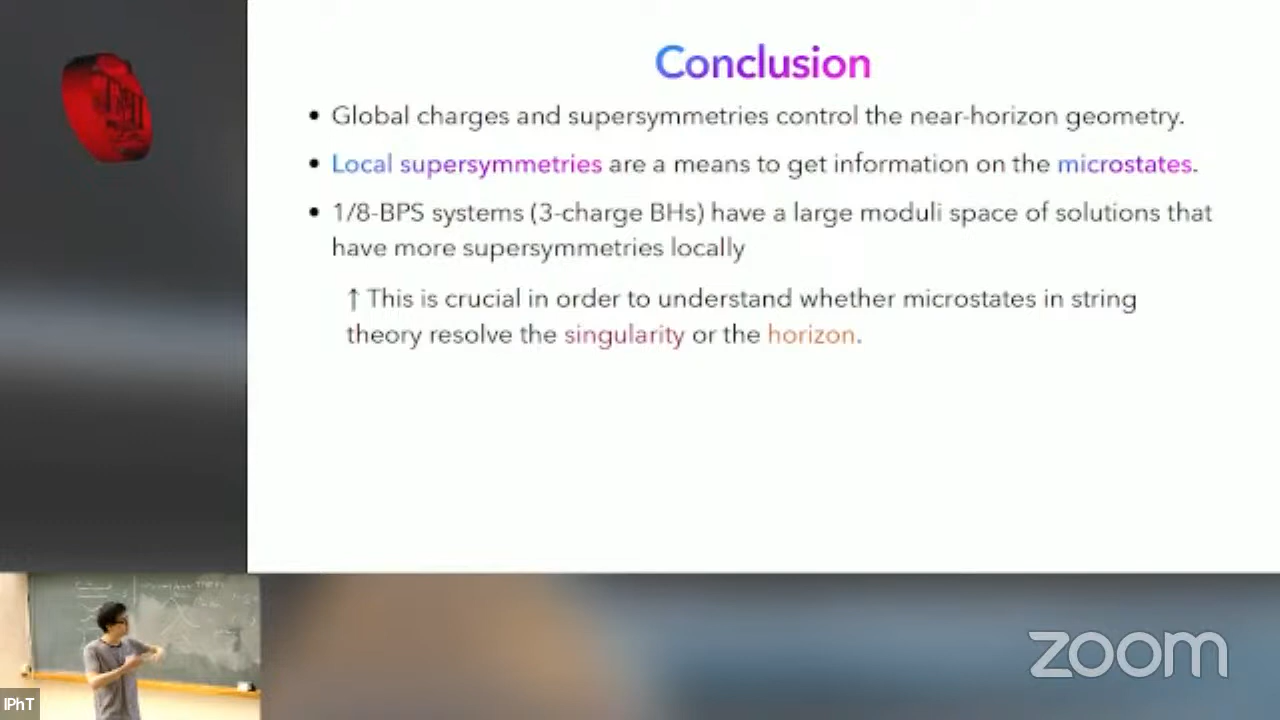 Conclusion
• Global charges and supersymmetries control the near-horizon geometry.
• Local supersymmetries are a means to get information on the microstates.
• 1/8-BPS systems (3-charge BHs) have a large moduli space of solutions that
have more supersymmetries locally
↑ This is crucial in order to understand whether microstates in string
theory resolve the singularity or the horizon.
zoom
IPhT